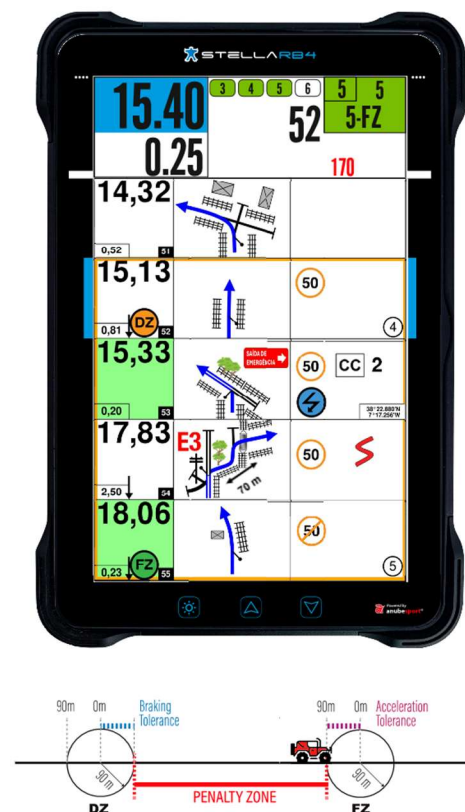 STELLARB4
15.40
3 4 5 6
5 5
5-FZ
52
0.25
170
14,32
0,52 51
15,13
50
0,81 DZ 52
4
15,33
SAÍDA DE
EMERGÊNCIA
50 CC 2
0,20 53
38°22.880'N
7°17.256'W
17,83
E3
50
70 m
2,50 54
18,06
50
0,23 FZ 55
5
Powered by
anubesport
90m 0m Braking
Tolerance
90m 0m Acceleration
Tolerance
90 m
90 m
PENALTY ZONE
DZ
FZ